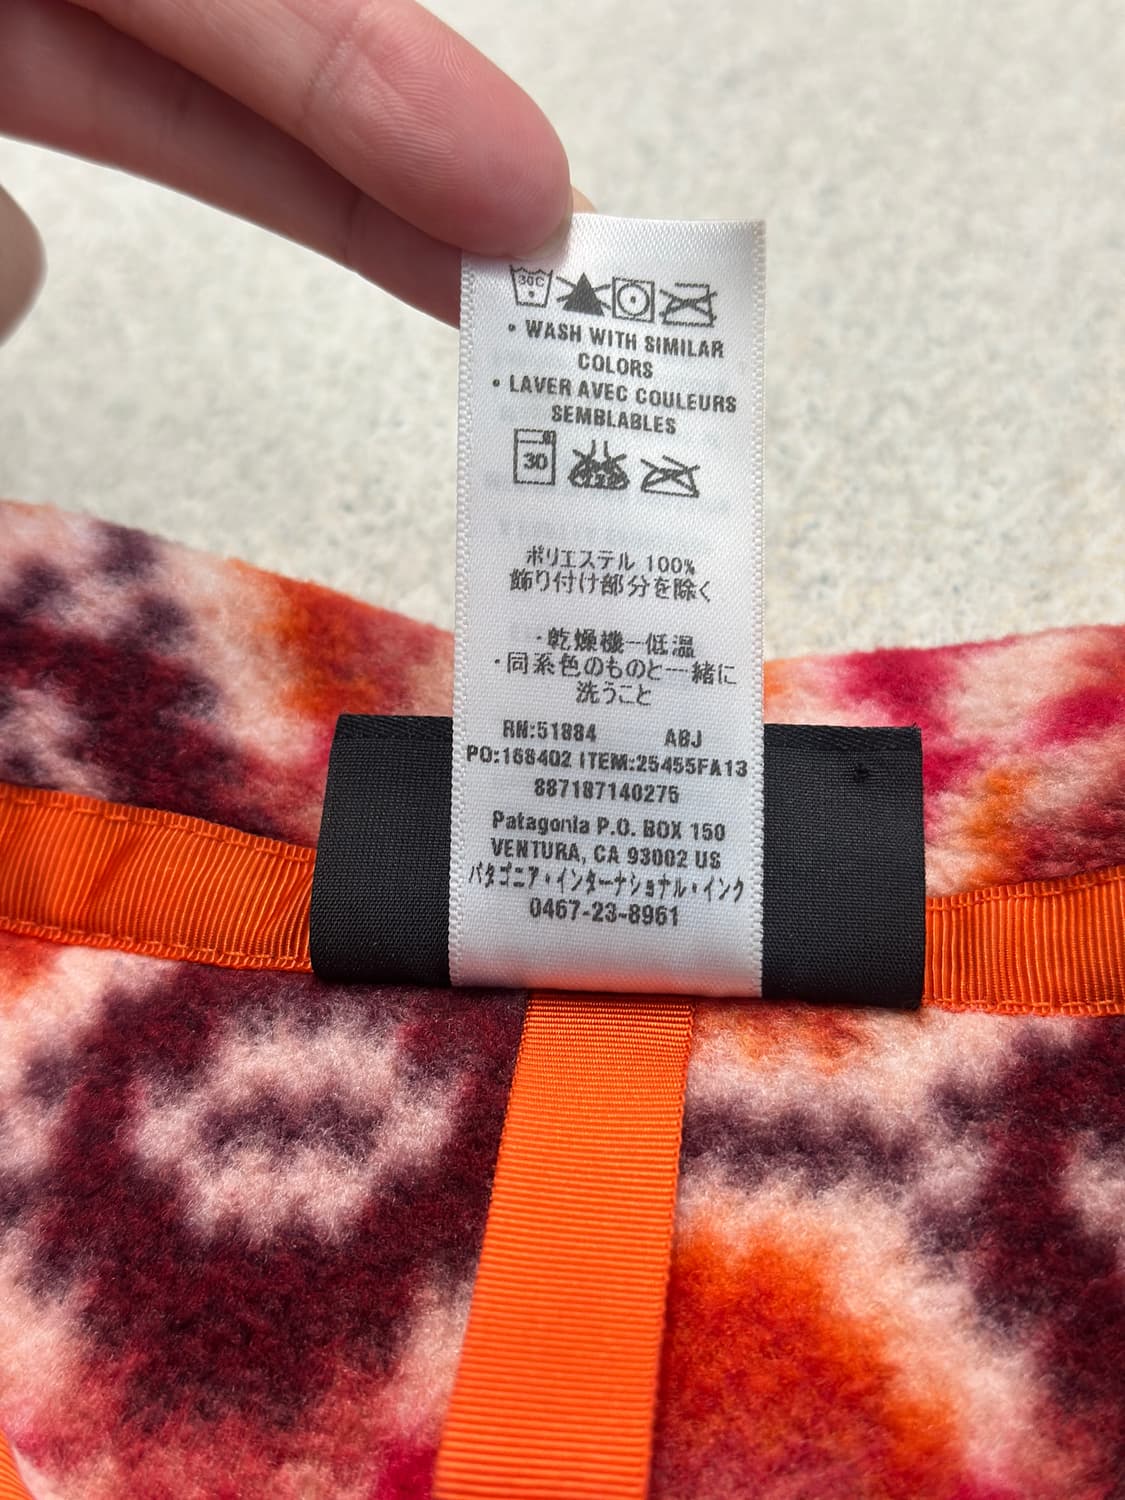 30C
• WASH WITH SIMILAR
COLORS
• LAVER AVEC COULEURS
SEMBLABLES
30
ポリエステル 100%
飾り付け部分を除く
・乾燥機一低温
・同系色のものと一緒に
洗うこと
RN:51884 ABJ
PO:168402 ITEM:25455FA13
887187140275
Patagonia P.O. BOX 150
VENTURA, CA 93002 US
パタゴニア・インターナショナル・インク
0467-23-8961